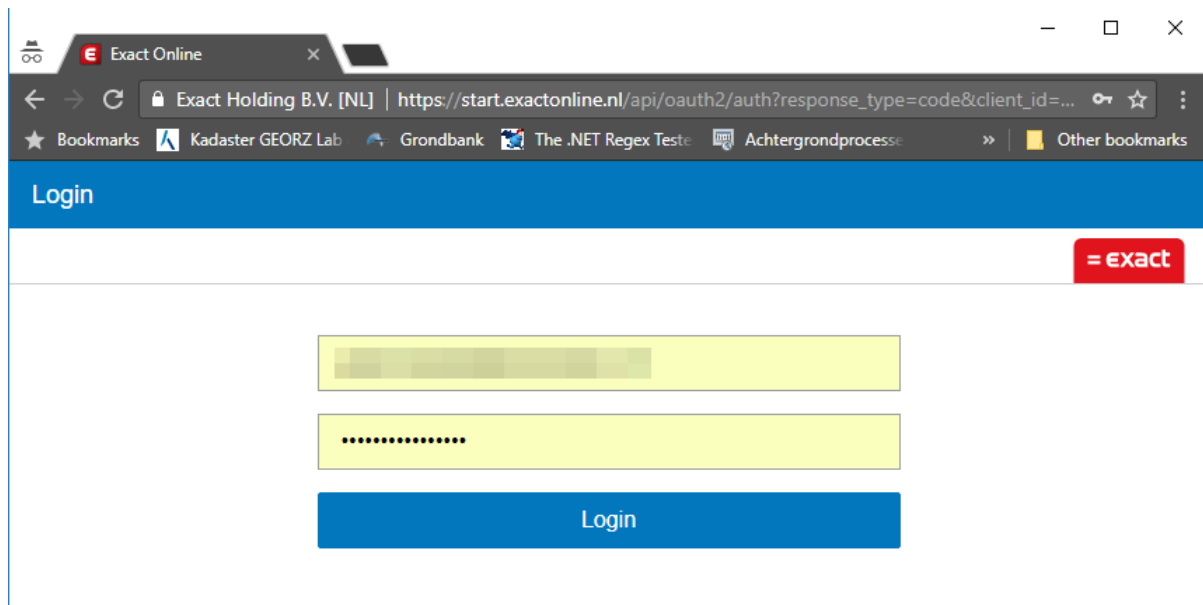 Exact Online
Exact Holding B.V. [NL] | https://start.exactonline.nl/api/oauth2/auth?response_type=code&client_id=...
Bookmarks Kadaster GEORZ Lab Grondbank The .NET Regex Teste Achtergrondprocesse » Other bookmarks
Login
= exact
••••••••••••••••
Login